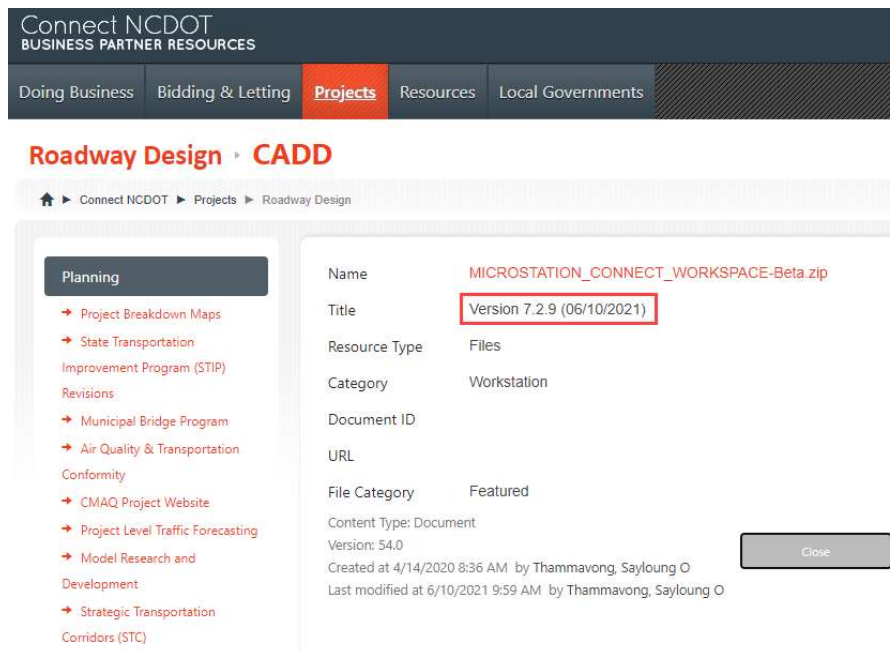 Connect NCDOT
BUSINESS PARTNER RESOURCES
Doing Business Bidding & Letting Projects Resources Local Governments
Roadway Design CADD
Connect NCDOT Projects Roadway Design
Planning
Project Breakdown Maps
State Transportation
Improvement Program (STIP)
Revisions
Municipal Bridge Program
Air Quality & Transportation
Conformity
CMAQ Project Website
Project Level Traffic Forecasting
Model Research and
Development
Strategic Transportation
Corridors (STC)
Name MICROSTATION_CONNECT_WORKSPACE-Beta.zip
Title Version 7.2.9 (06/10/2021)
Resource Type Files
Category Workstation
Document ID
URL
File Category Featured
Content Type: Document
Version: 54.0
Created at 4/14/2020 8:36 AM by Thammavong, Sayloung O
Last modified at 6/10/2021 9:59 AM by Thammavong, Sayloung O
Close